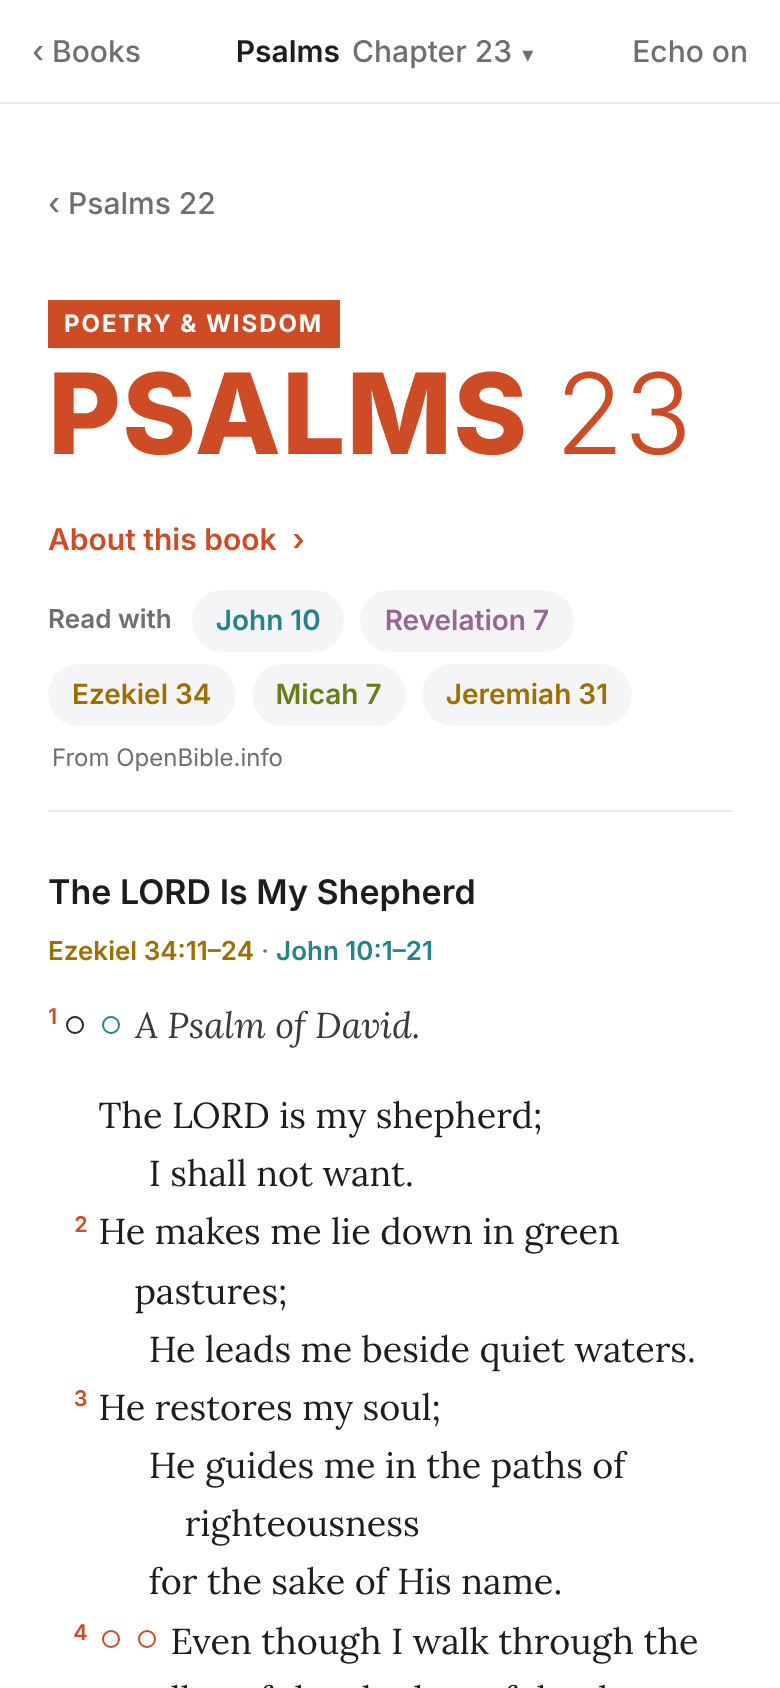 ‹ Books Psalms Chapter 23 ▾ Echo on
‹ Psalms 22
POETRY & WISDOM
PSALMS 23
About this book ›
Read with John 10 Revelation 7
Ezekiel 34 Micah 7 Jeremiah 31
From OpenBible.info
The LORD Is My Shepherd
Ezekiel 34:11–24 · John 10:1–21
1 A Psalm of David.
The LORD is my shepherd;
I shall not want.
2 He makes me lie down in green
pastures;
He leads me beside quiet waters.
3 He restores my soul;
He guides me in the paths of
righteousness
for the sake of His name.
4 Even though I walk through the